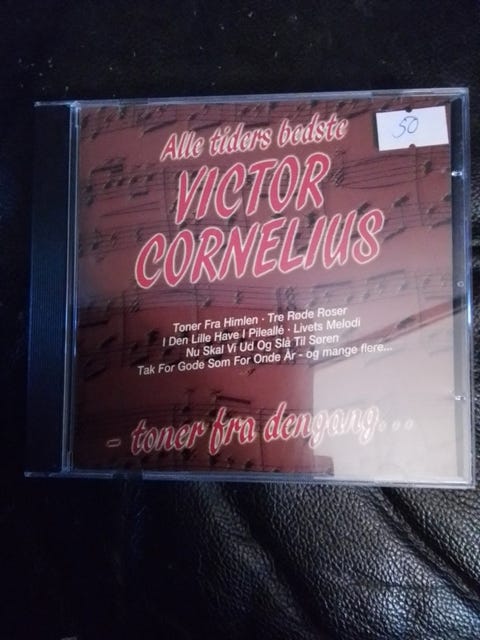 Alle tiders bedste
50
VICTOR
CORNELIUS
Toner Fra Himlen · Tre Røde Roser
I Den Lille Have I Pileallé · Livets Melodi
Nu Skal Vi Ud Og Slå Til Søren
Tak For Gode Som For Onde År - og mange flere...
- toner fra dengang...